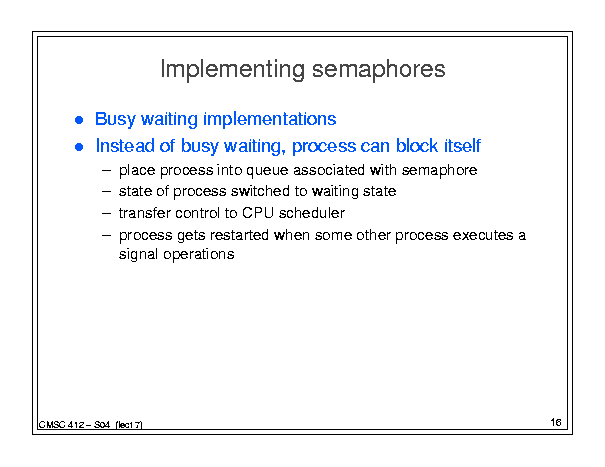 Implementing semaphores
● Busy waiting implementations
● Instead of busy waiting, process can block itself
– place process into queue associated with semaphore
– state of process switched to waiting state
– transfer control to CPU scheduler
– process gets restarted when some other process executes a
signal operations
CMSC 412 – S04 (lect 7)
16